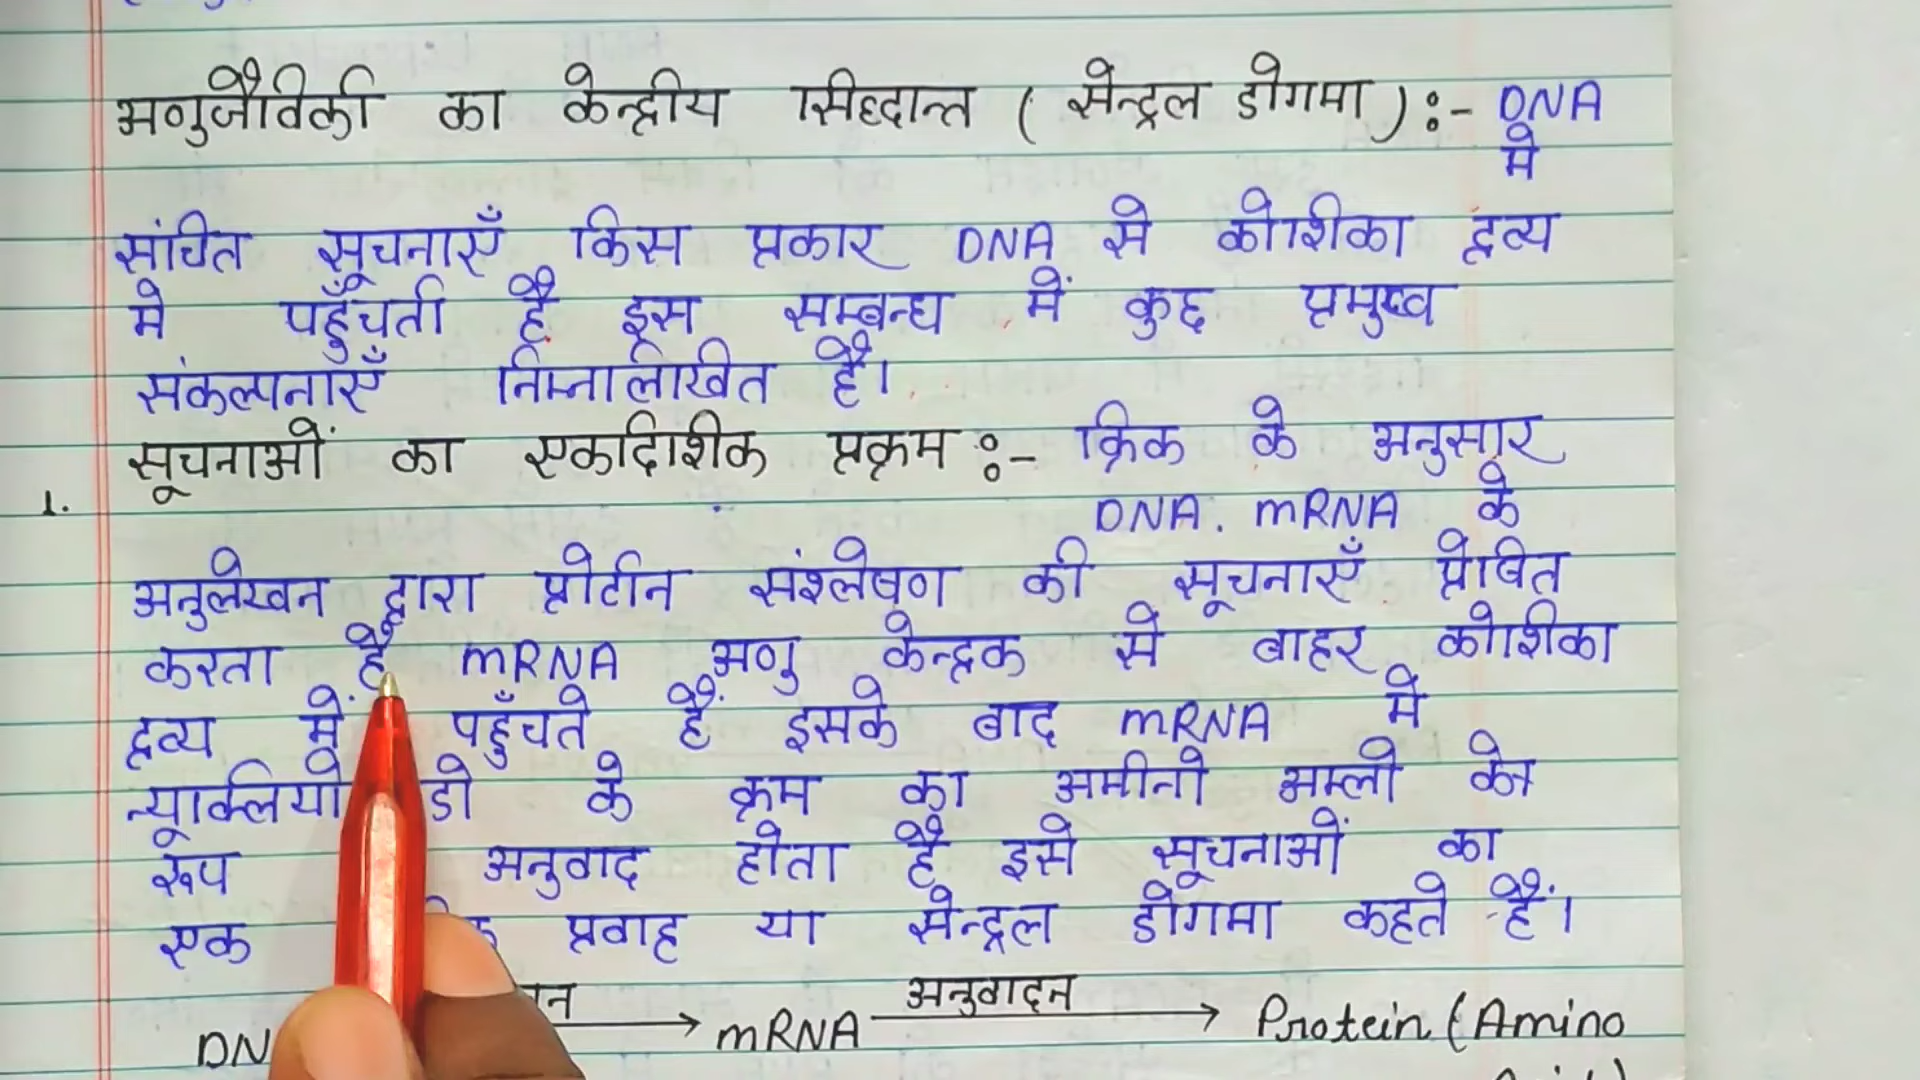 अणुजैविकी का केन्द्रीय सिद्दान्त ( सेन्ट्रल डोगमा ) :- DNA
मे
संचित सूचनाएँ किस प्रकार DNA से कोशिका द्रव्य
मे पहुँचती है इस सम्बन्ध में कुछ प्रमुख
संकल्पनाएँ निम्नलिखित है।
सूचनाओं का एकदिशिक प्रक्रम :- क्रिक के अनुसार
1. DNA. mRNA के
अनुलेखन द्वारा प्रोटीन संश्लेषण की सूचनाएँ प्रेषित
करता है mRNA अणु केन्द्रक से बाहर कोशिका
द्रव्य में पहुँचते हैं इसके बाद mRNA मे
न्यूक्लियो डो के क्रम का अमीनो अम्लो के
रूप अनुवाद होता है इसे सूचनाओं का
एक प्रवाह या सेन्ट्रल डोगमा कहते हैं।
DN न → mRNA अनुवादन → Protein (Amino